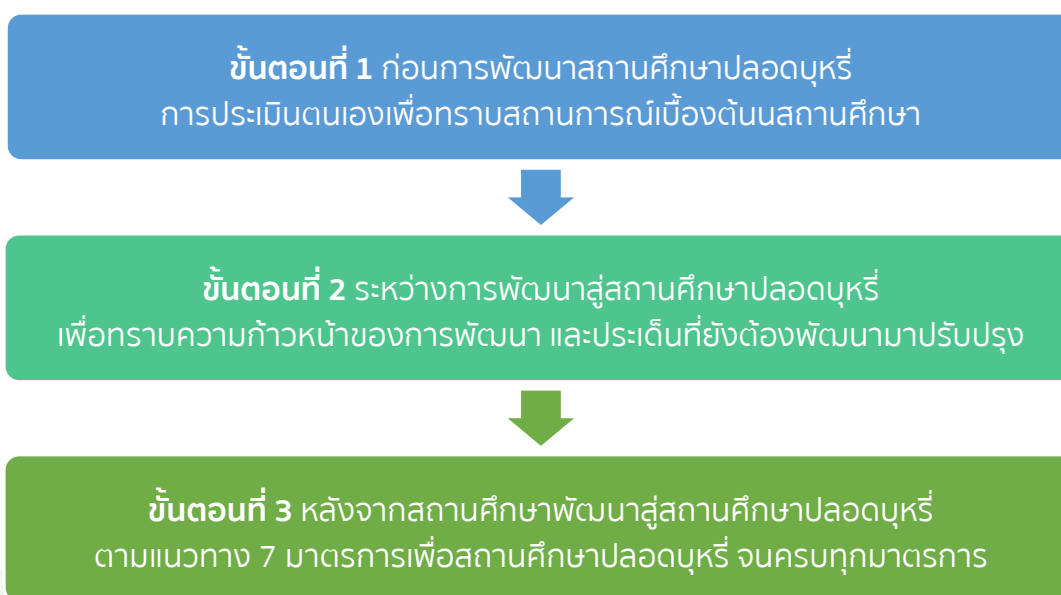 ขั้นตอนที่ 1 ก่อนการพัฒนาสถานศึกษาปลอดบุหรี่
การประเมินตนเองเพื่อทราบสถานการณ์เบื้องต้นนสถานศึกษา
ขั้นตอนที่ 2 ระหว่างการพัฒนาสู่สถานศึกษาปลอดบุหรี่
เพื่อทราบความก้าวหน้าของการพัฒนา และประเด็นที่ยังต้องพัฒนามาปรับปรุง
ขั้นตอนที่ 3 หลังจากสถานศึกษาพัฒนาสู่สถานศึกษาปลอดบุหรี่
ตามแนวทาง 7 มาตรการเพื่อสถานศึกษาปลอดบุหรี่ จนครบทุกมาตรการ